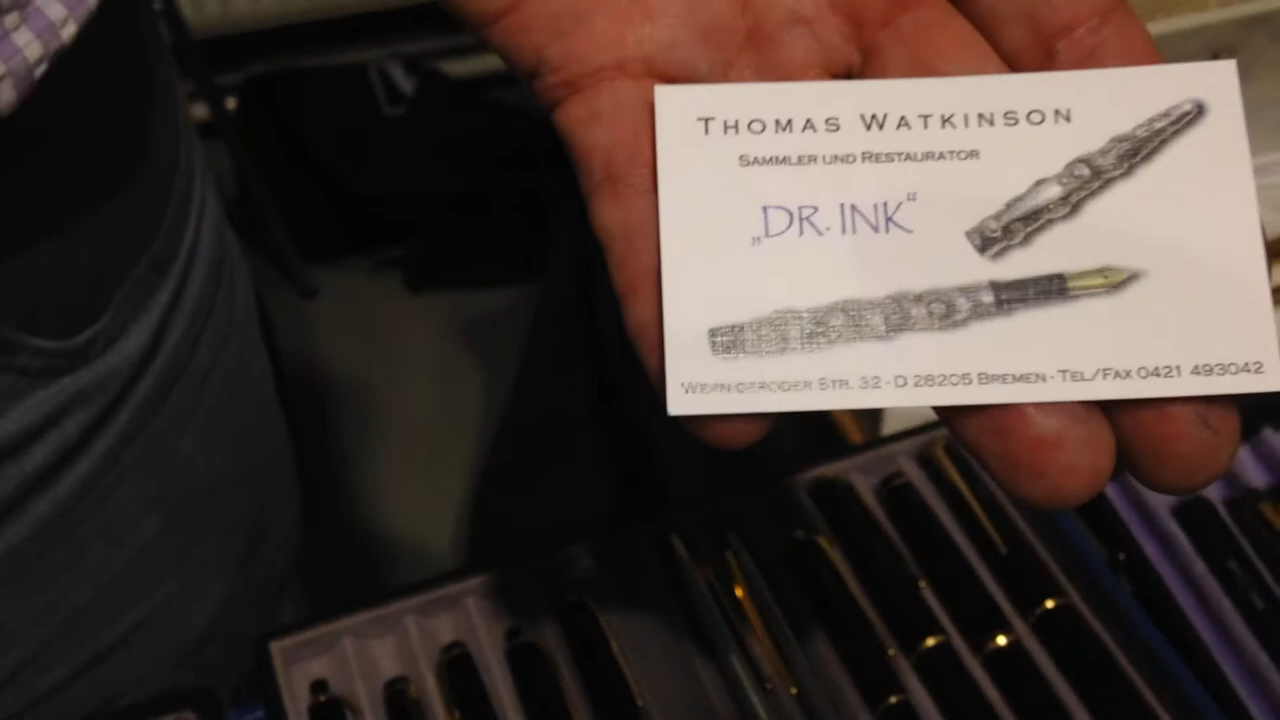 THOMAS WATKINSON
SAMMLER UND RESTAURATOR
„DR. INK“
WERNIGERODER STR. 32 - D 28205 BREMEN - TEL/FAX 0421 493042